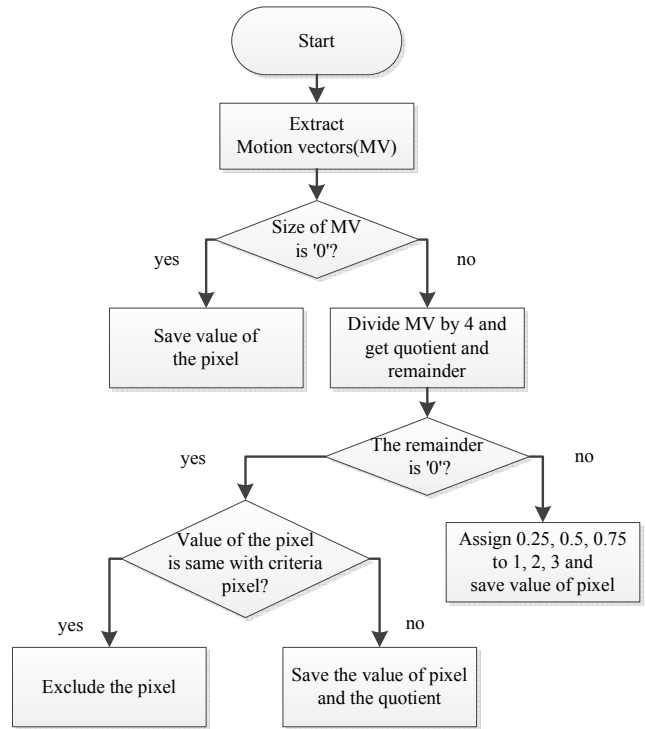 Start
Extract
Motion vectors(MV)
Size of MV
is '0'?
yes
no
Save value of
the pixel
Divide MV by 4 and
get quotient and
remainder
The remainder
is '0'?
yes
no
Value of the pixel
is same with criteria
pixel?
Assign 0.25, 0.5, 0.75
to 1, 2, 3 and
save value of pixel
yes
no
Exclude the pixel
Save the value of pixel
and the quotient